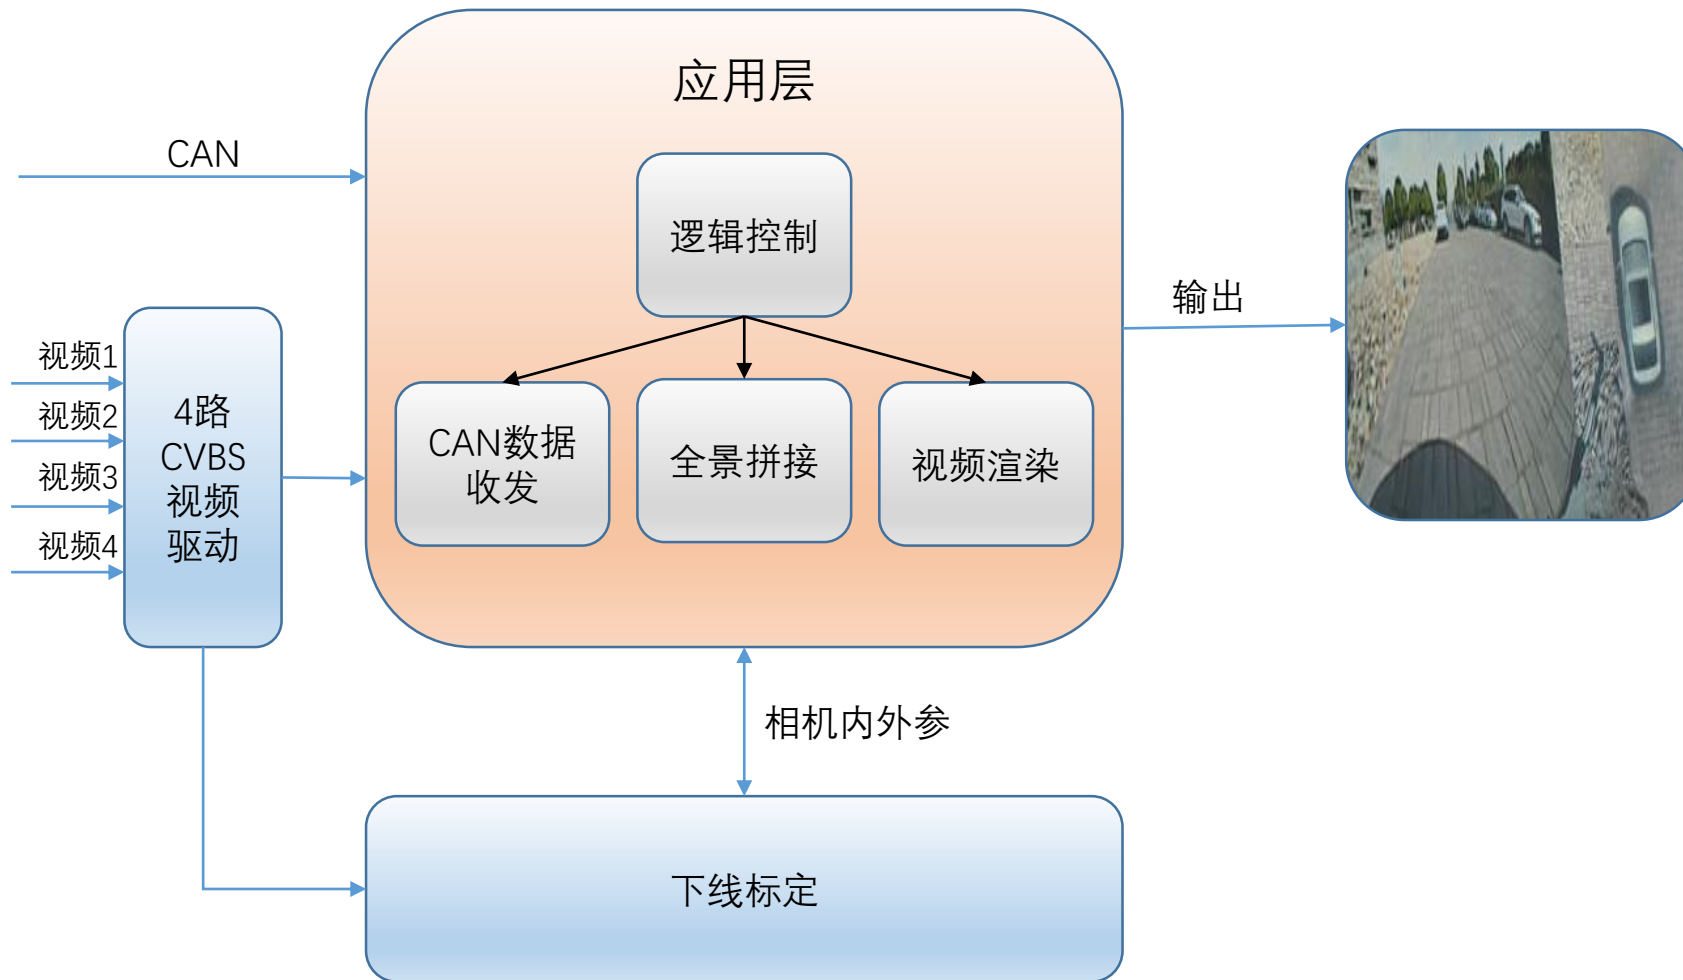 应用层
CAN
逻辑控制
输出
视频1
视频2
视频3
视频4
4路
CVBS
视频
驱动
CAN数据
收发
全景拼接
视频渲染
相机内外参
下线标定